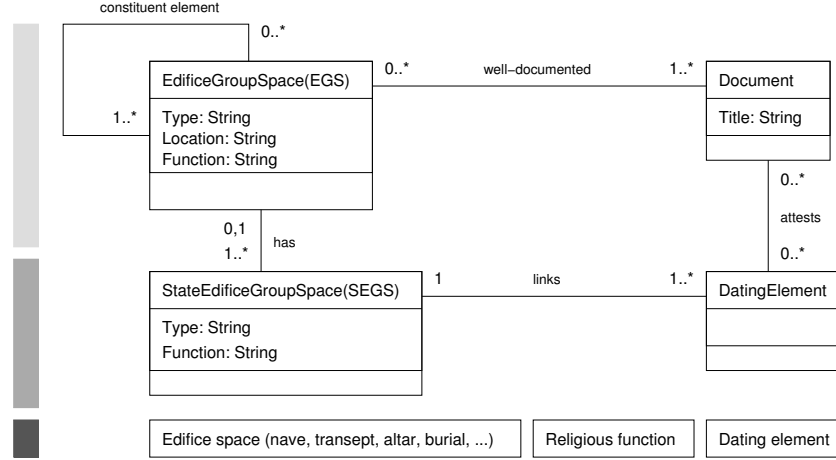 constituent element
0..*
EdificeGroupSpace(EGS)
0..*
well−documented
1..*
Document
1..*
Type: String
Location: String
Function: String
Title: String
0..*
attests
0..*
0,1
has
1..*
StateEdificeGroupSpace(SEGS)
1
links
1..*
DatingElement
Type: String
Function: String
Edifice space (nave, transept, altar, burial, ...)
Religious function
Dating element